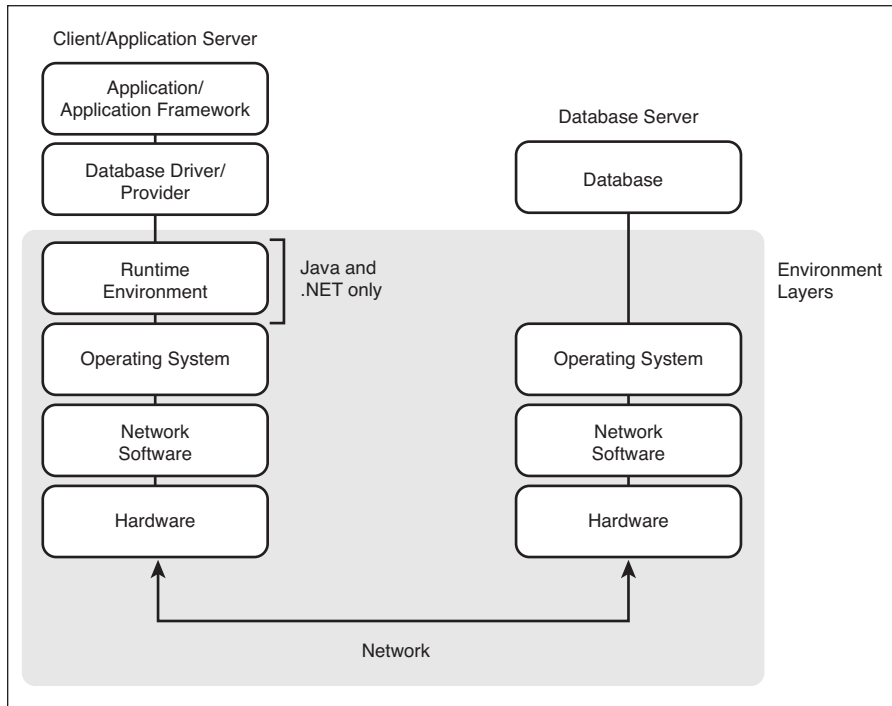 Client/Application Server
Application/
Application Framework
Database Driver/
Provider
Runtime
Environment
Java and
.NET only
Operating System
Network
Software
Hardware
Database Server
Database
Operating System
Network
Software
Hardware
Environment
Layers
Network